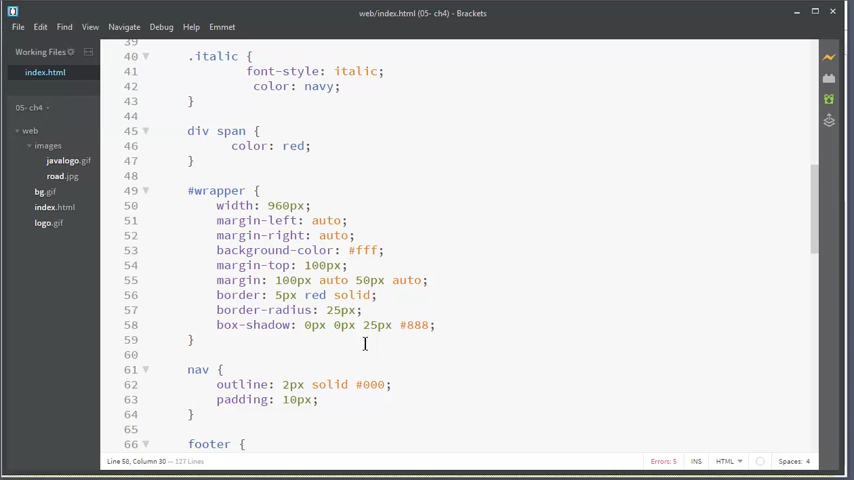 web/index.html (05- ch4) - Brackets
File Edit Find View Navigate Debug Help Emmet
Working Files
index.html
05- ch4
web
images
javalogo.gif
road.jpg
bg.gif
index.html
logo.gif
39
40 .italic {
41 font-style: italic;
42 color: navy;
43 }
44
45 div span {
46 color: red;
47 }
48
49 #wrapper {
50 width: 960px;
51 margin-left: auto;
52 margin-right: auto;
53 background-color: #fff;
54 margin-top: 100px;
55 margin: 100px auto 50px auto;
56 border: 5px red solid;
57 border-radius: 25px;
58 box-shadow: 0px 0px 25px #888;
59 }
60
61 nav {
62 outline: 2px solid #000;
63 padding: 10px;
64 }
65
66 footer {
Line 58, Column 30 — 127 Lines
Errors: 5 INS HTML Spaces: 4